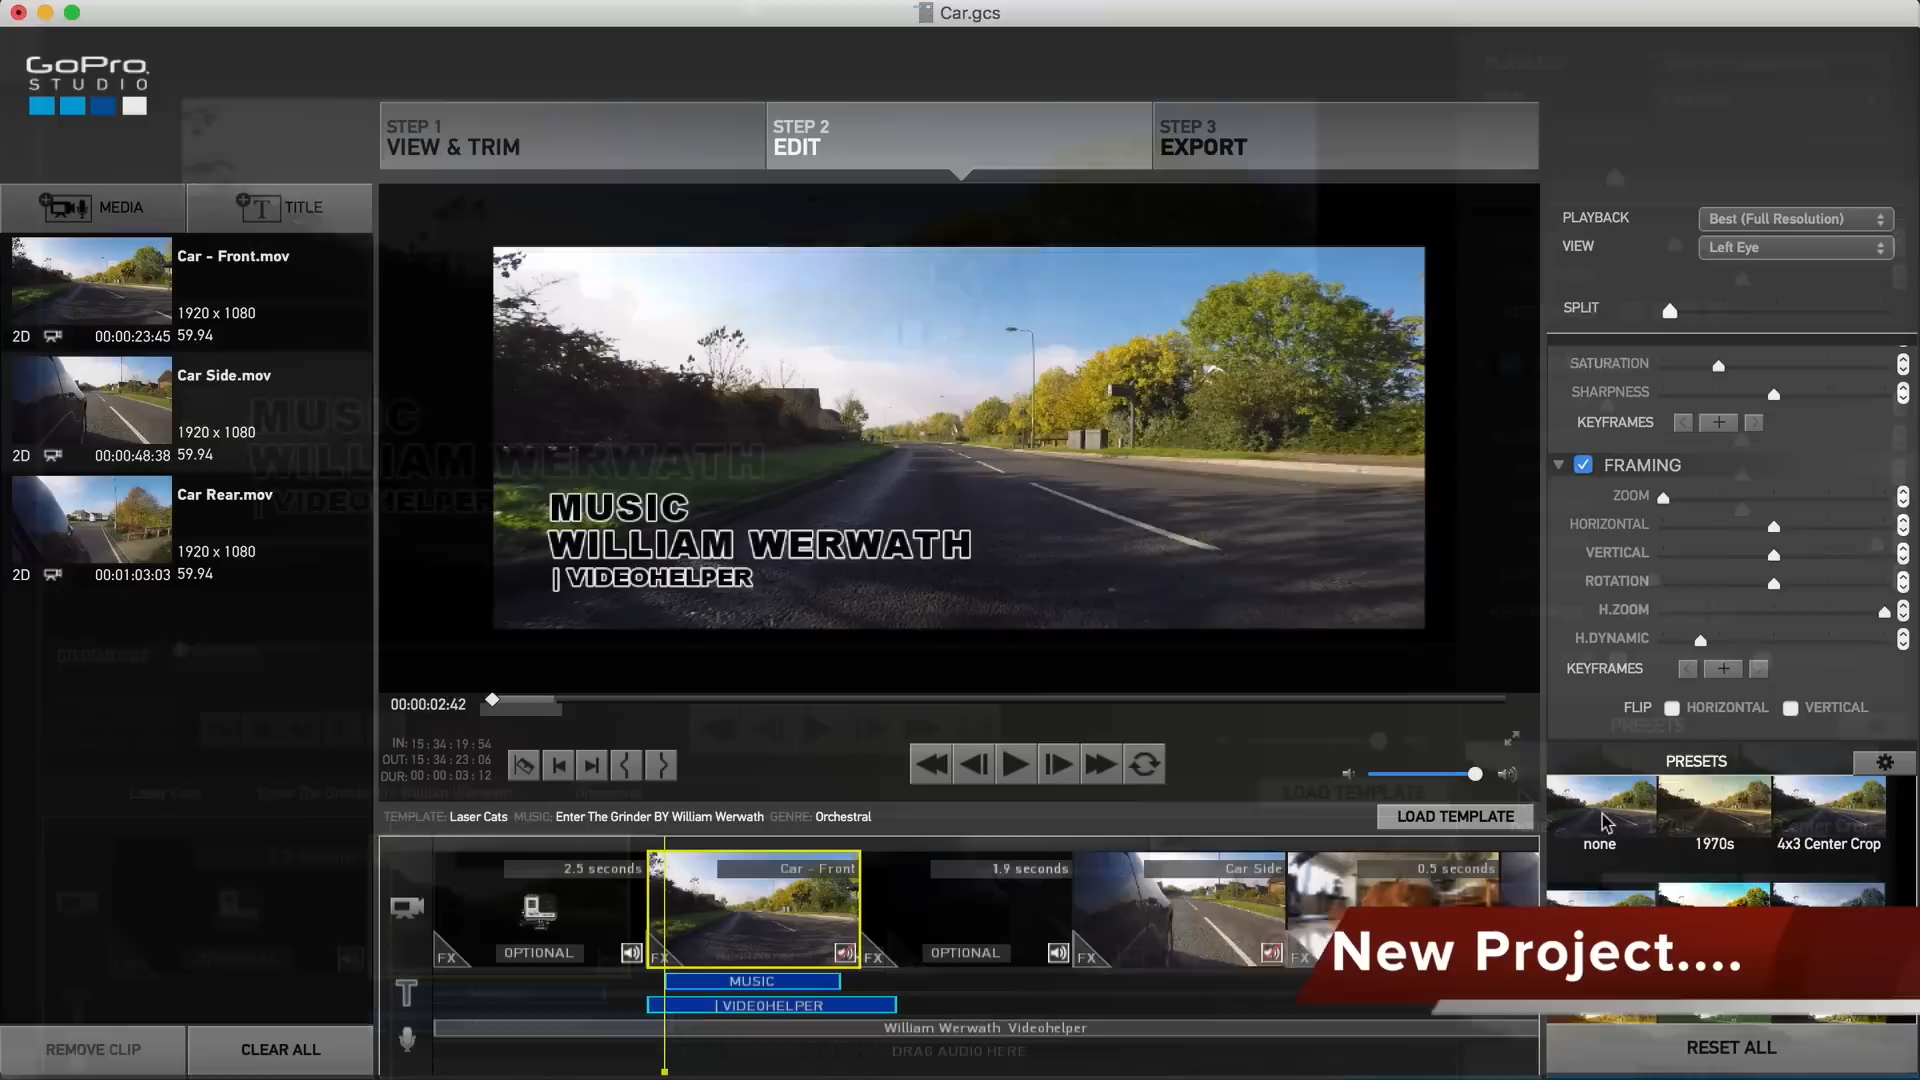 Car.gcs
GoPro
STUDIO
STEP 1
VIEW & TRIM
STEP 2
EDIT
STEP 3
EXPORT
MEDIA
TITLE
Car - Front.mov
1920 x 1080
2D 00:00:23:45 59.94
Car Side.mov
1920 x 1080
2D 00:00:48:38 59.94
Car Rear.mov
1920 x 1080
2D 00:01:03:03 59.94
REMOVE CLIP
CLEAR ALL
MUSIC
WILLIAM WERWATH
| VIDEOHELPER
MUSIC
WILLIAM WERWATH
| VIDEOHELPER
00:00:02:42
IN: 15:34:19:54
OUT: 15:34:23:06
DUR: 00:00:03:12
TEMPLATE: Laser Cats MUSIC: Enter The Grinder BY William Werwath GENRE: Orchestral
LOAD TEMPLATE
LOAD TEMPLATE
2.5 seconds
Car - Front
1.9 seconds
Car Side
0.5 seconds
FX
OPTIONAL
FX
FX
OPTIONAL
FX
FX
T
MUSIC
| VIDEOHELPER
William Werwath Videohelper
DRAG AUDIO HERE
PLAYBACK
Best (Full Resolution)
VIEW
Left Eye
SPLIT
SATURATION
SHARPNESS
KEYFRAMES
FRAMING
ZOOM
HORIZONTAL
VERTICAL
ROTATION
H.ZOOM
H.DYNAMIC
KEYFRAMES
FLIP HORIZONTAL VERTICAL
PRESETS
PRESETS
none
1970s
4x3 Center Crop
New Project....
RESET ALL